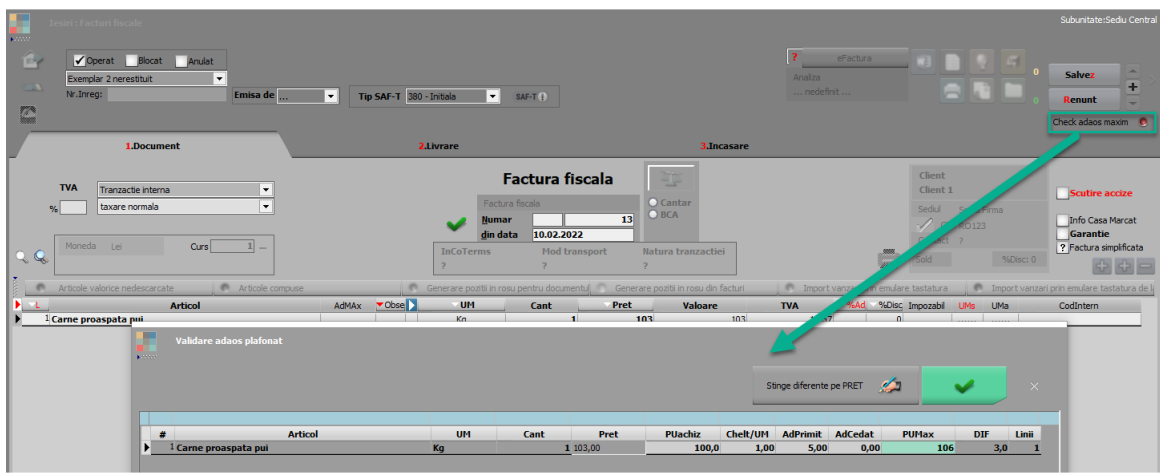 Iesiri : Facturi fiscale
Subunitate:Sediu Central
Operat Blocat Anulat
Exemplar 2 nerestituit
Nr.Inreg: Emisa de ... Tip SAF-T 380 - Initiala SAF-T
? eFactura
Analiza
... nedefinit ...
0
0
Salvez
Renunt
Check adaos maxim
1.Document 2.Livrare 3.Incasare
TVA Tranzactie interna
% taxare normala
Moneda Lei Curs 1 ...
Factura fiscala
Factura fiscala
Numar 13
din data 10.02.2022
Cantar
BCA
InCoTerms Mod transport Natura tranzactiei
? ? ?
Client
Client 1
Sediul Firma
RO123
Contact ?
Sold %Disc: 0
Scutire accize
Info Casa Marcat
Garantie
? Factura simplificata
Articole valorice nedescarcate Articole compuse Generare pozitii in rosu pentru documentul Generare pozitii in rosu din facturi Import vanzari prin emulare tastatura Import vanzari prin emulare tastatura de la
L Articol AdMax Obse UM Cant Pret Valoare TVA %Ad %Disc Impozabil UMs UMa CodIntern
1 Carne proaspata pui Kg 1 103 103 0 ...... ......
Validare adaos plafonat
Stinge diferente pe PRET
# Articol UM Cant Pret PUachiz Chelt/UM AdPrimit AdCedat PUMax DIF Linii
1 Carne proaspata pui Kg 1 103,00 100,0 1,00 5,00 0,00 106 3,0 1